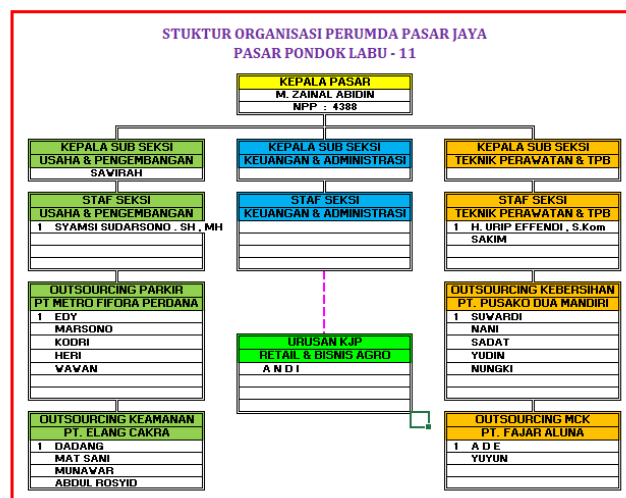 STUKTUR ORGANISASI PERUMDA PASAR JAYA
PASAR PONDOK LABU - 11
KEPALA PASAR
M. ZAINAL ABIDIN
NPP : 4388
KEPALA SUB SEKSI
USAHA & PENGEMBANGAN
SAWIRAH
KEPALA SUB SEKSI
KEUANGAN & ADMINISTRASI
KEPALA SUB SEKSI
TEKNIK PERAWATAN & TPB
STAF SEKSI
USAHA & PENGEMBANGAN
1 SYAMSI SUDARSONO . SH , MH
STAF SEKSI
KEUANGAN & ADMINISTRASI
STAF SEKSI
TEKNIK PERAWATAN & TPB
1 H. URIP EFFENDI , S.Kom
SAKIM
OUTSOURCING PARKIR
PT METRO FIFORA PERDANA
1 EDY
MARSONO
KODRI
HERI
WAWAN
URUSAN KJP
RETAIL & BISNIS AGRO
A N D I
OUTSOURCING KEBERSIHAN
PT. PUSAKO DUA MANDIRI
1 SUWARDI
NANI
SADAT
YUDIN
NUNGKI
OUTSOURCING KEAMANAN
PT. ELANG CAKRA
1 DADANG
MAT SANI
MUNAWAR
ABDUL ROSYID
OUTSOURCING MCK
PT. FAJAR ALUNA
1 A D E
YUYUN